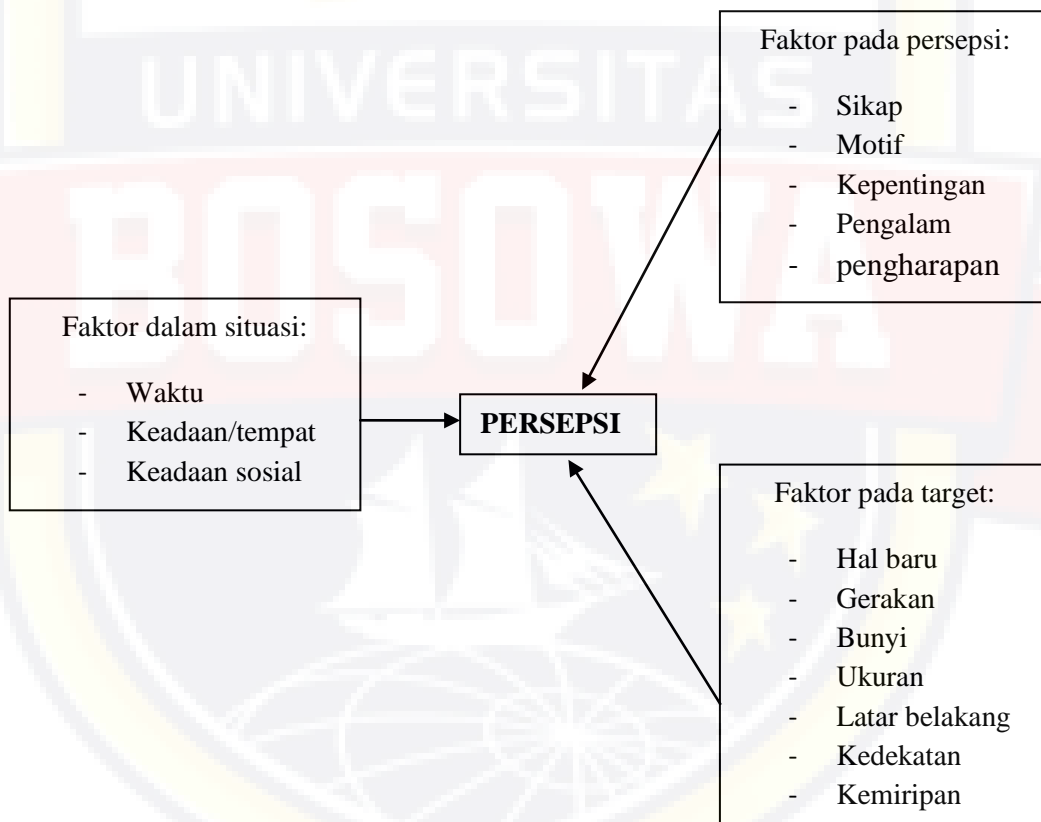 UNIVERSITAS
BOSOWA
Faktor pada persepsi:
- Sikap
- Motif
- Kepentingan
- Pengalam
- pengharapan
Faktor dalam situasi:
- Waktu
- Keadaan/tempat
- Keadaan sosial
PERSEPSI
Faktor pada target:
- Hal baru
- Gerakan
- Bunyi
- Ukuran
- Latar belakang
- Kedekatan
- Kemiripan